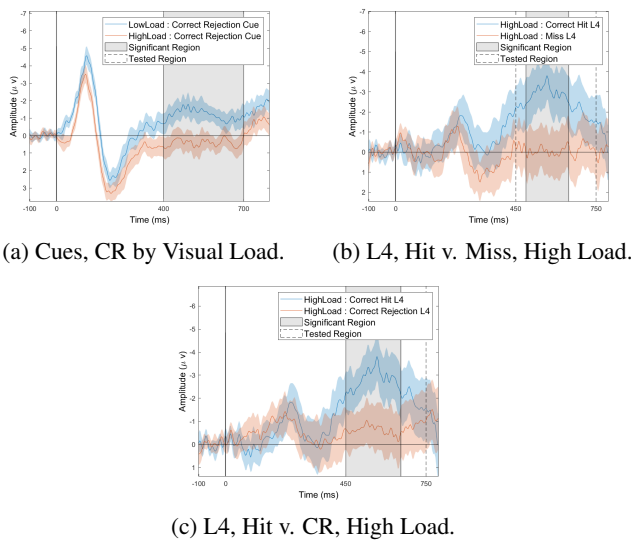 LowLoad : Correct Rejection Cue
HighLoad : Correct Rejection Cue
Significant Region
Tested Region
-7
-6
-5
-4
-3
-2
-1
0
1
2
3
Amplitude (μ v)
-100 0 400 700
Time (ms)
(a) Cues, CR by Visual Load.
HighLoad : Correct Hit L4
HighLoad : Miss L4
Significant Region
Tested Region
-7
-6
-5
-4
-3
-2
-1
0
1
2
Amplitude (μ v)
-100 0 450 750
Time (ms)
(b) L4, Hit v. Miss, High Load.
HighLoad : Correct Hit L4
HighLoad : Correct Rejection L4
Significant Region
Tested Region
-6
-5
-4
-3
-2
-1
0
1
Amplitude (μ v)
-100 0 450 750
Time (ms)
(c) L4, Hit v. CR, High Load.